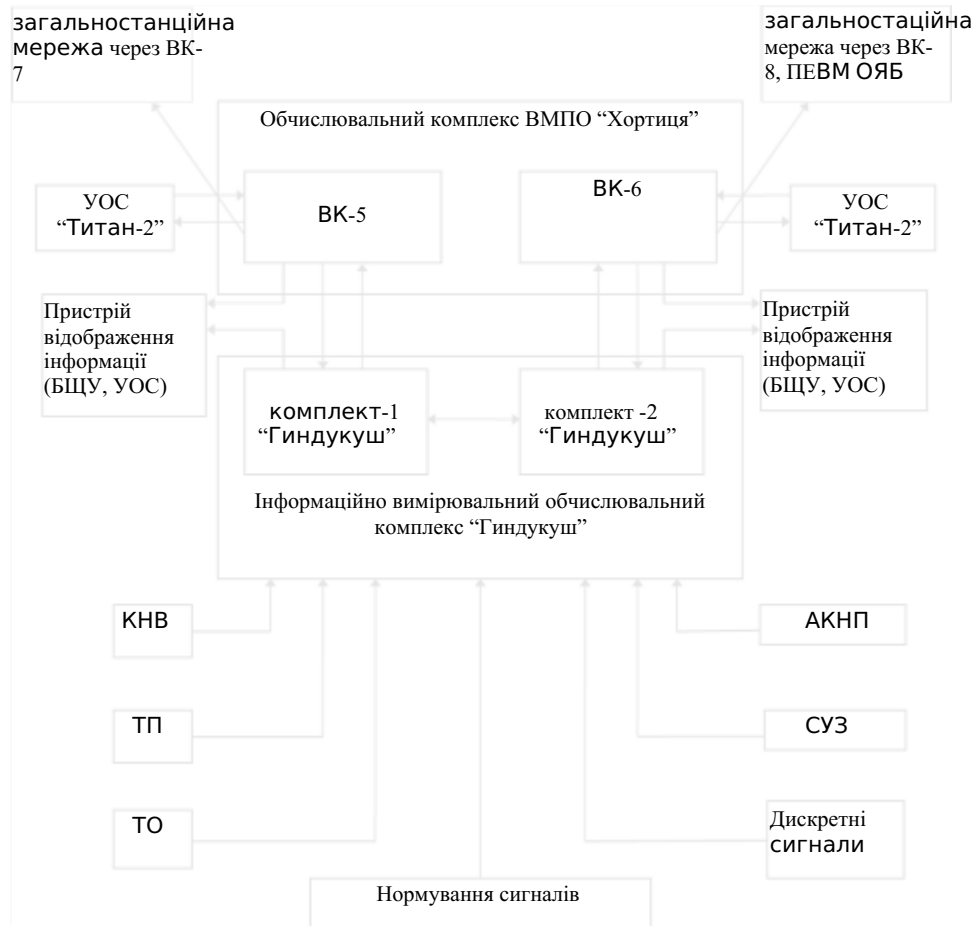 загальностанційна
мережа через ВК-
7
загальностаційна
мережа через ВК-
8, ПЕВМ ОЯБ
Обчислювальний комплекс ВМПО “Хортиця”
УОС
“Титан-2”
ВК-5
ВК-6
УОС
“Титан-2”
Пристрій
відображення
інформації
(БЩУ, УОС)
Пристрій
відображення
інформації
(БЩУ, УОС)
комплект-1
“Гиндукуш”
комплект -2
“Гиндукуш”
Інформаційно вимірювальний обчислювальний
комплекс “Гиндукуш”
КНВ
АКНП
ТП
СУЗ
ТО
Дискретні
сигнали
Нормування сигналів